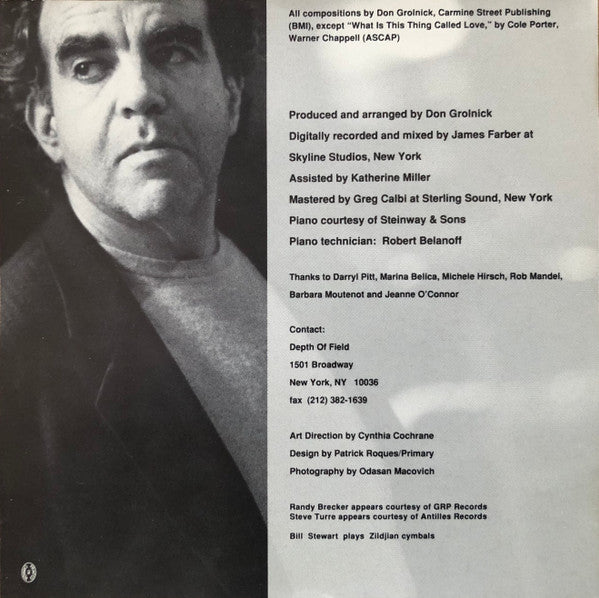 All compositions by Don Grolnick, Carmine Street Publishing
(BMI), except "What Is This Thing Called Love," by Cole Porter,
Warner Chappell (ASCAP)
Produced and arranged by Don Grolnick
Digitally recorded and mixed by James Farber at
Skyline Studios, New York
Assisted by Katherine Miller
Mastered by Greg Calbi at Sterling Sound, New York
Piano courtesy of Steinway & Sons
Piano technician: Robert Belanoff
Thanks to Darryl Pitt, Marina Belica, Michele Hirsch, Rob Mandel,
Barbara Moutenot and Jeanne O'Connor
Contact:
Depth Of Field
1501 Broadway
New York, NY 10036
fax (212) 382-1639
Art Direction by Cynthia Cochrane
Design by Patrick Roques/Primary
Photography by Odasan Macovich
Randy Brecker appears courtesy of GRP Records
Steve Turre appears courtesy of Antilles Records
Bill Stewart plays Zildjian cymbals